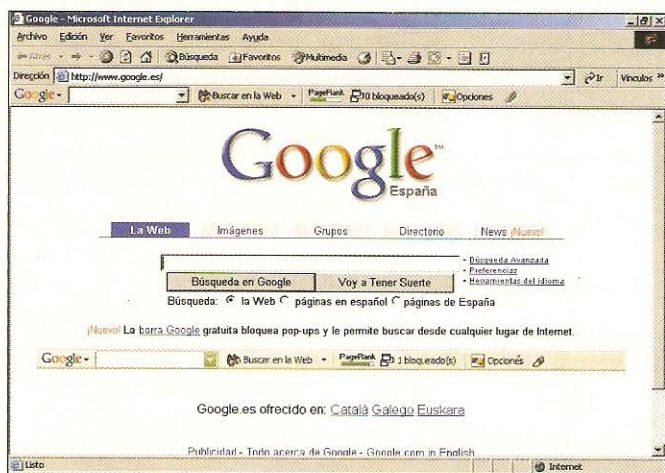 Google - Microsoft Internet Explorer
Archivo Edición Ver Favoritos Herramientas Ayuda
Atrás Búsqueda Favoritos Multimedia
Dirección http://www.google.es/ Ir Vínculos »
Google Buscar en la Web PageRank 10 bloqueado(s) Opciones
Google™
España
La Web Imágenes Grupos Directorio News ¡Nuevo!
Búsqueda Avanzada
Preferencias
Herramientas del idioma
Búsqueda en Google Voy a Tener Suerte
Búsqueda: la Web páginas en español páginas de España
¡Nuevo! La barra Google gratuita bloquea pop-ups y le permite buscar desde cualquier lugar de Internet.
Google Buscar en la Web PageRank 1 bloqueado(s) Opciones
Google.es ofrecido en: Català Galego Euskara
Publicidad - Todo acerca de Google - Google.com in English
Listo Internet